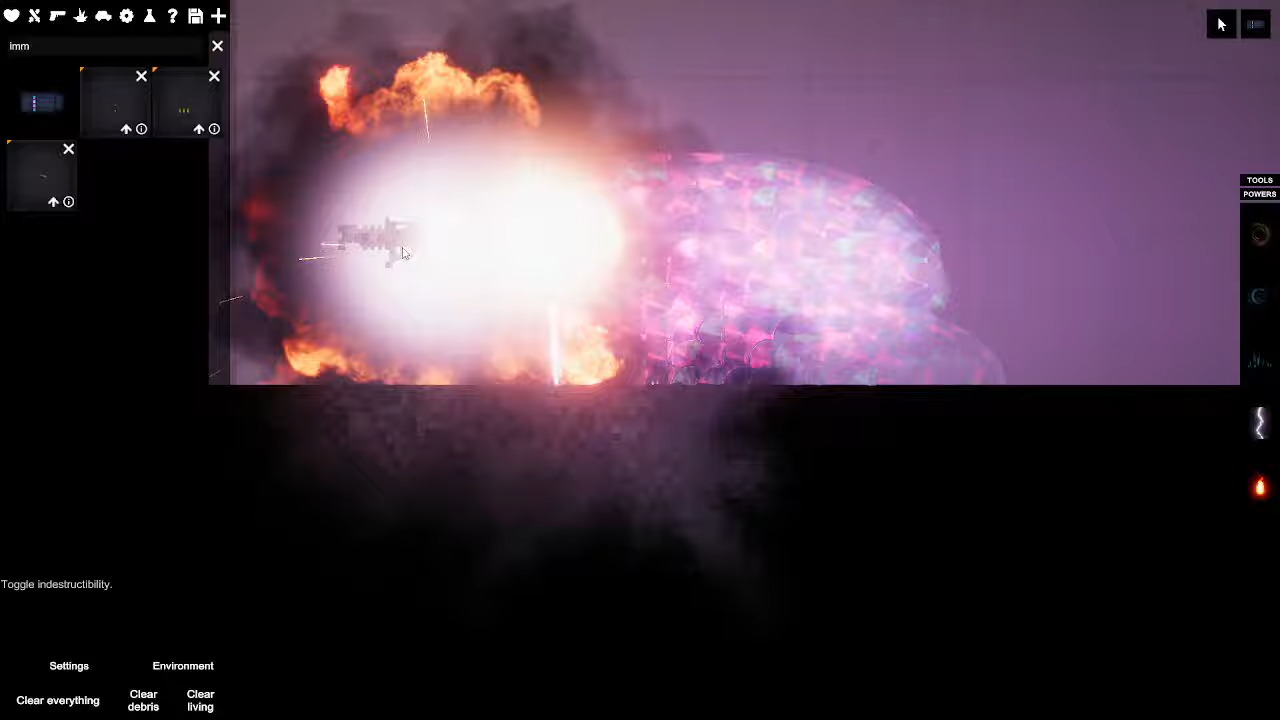 imm
TOOLS
POWERS
Toggle indestructibility.
Settings
Environment
Clear everything
Clear
debris
Clear
living